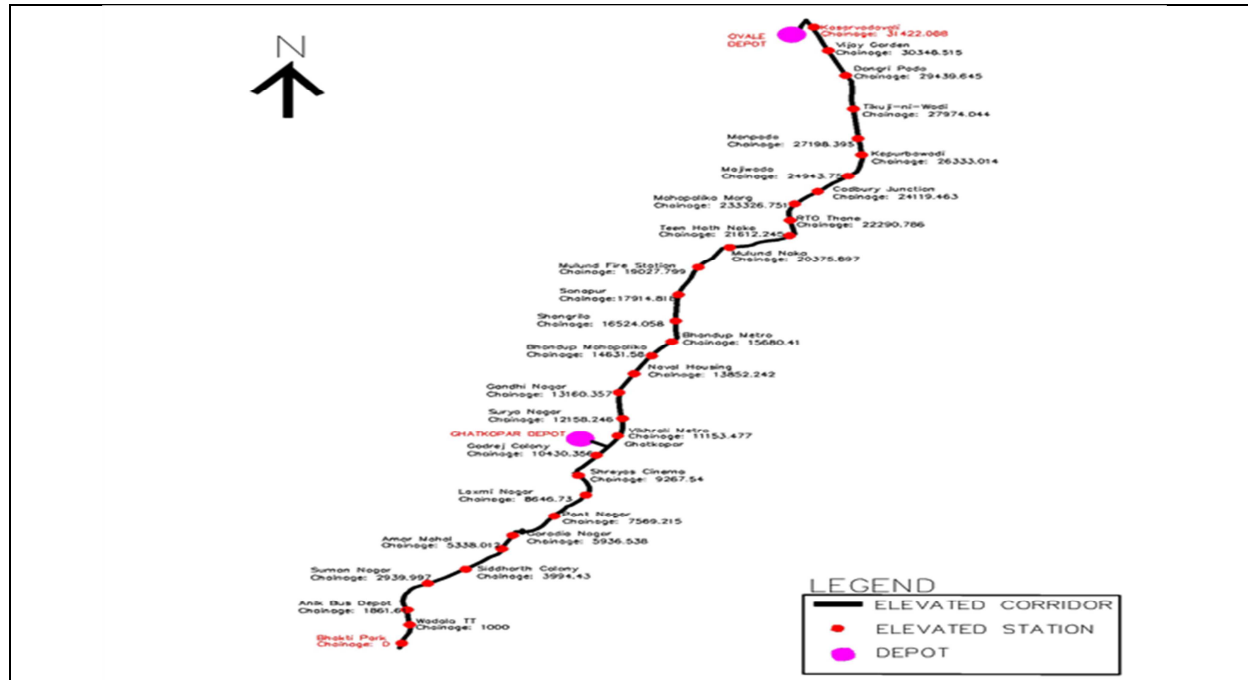 N
OVALE
DEPOT
Kasarvadavali
Chainage: 31422.088
Vijay Garden
Chainage: 30348.515
Dongri Pada
Chainage: 29439.645
Tikuji-ni-Wadi
Chainage: 27974.044
Manpada
Chainage: 27198.395
Kapurbawadi
Chainage: 26333.014
Majiwada
Chainage: 24943.75
Cadbury Junction
Chainage: 24119.463
Mahapalika Marg
Chainage: 233326.751
RTO Thane
Chainage: 22290.786
Teen Hath Naka
Chainage: 21612.245
Mulund Naka
Chainage: 20375.897
Mulund Fire Station
Chainage: 19027.799
Sonapur
Chainage: 17914.818
Shangrila
Chainage: 16524.058
Bhandup Metro
Chainage: 15680.41
Bhandup Mahapalika
Chainage: 14631.58
Naval Housing
Chainage: 13852.242
Gandhi Nagar
Chainage: 13160.357
Surya Nagar
Chainage: 12158.246
Vikhroli Metro
Chainage: 11153.477
GHATKOPAR DEPOT
Ghatkopar
Godrej Colony
Chainage: 10430.356
Shreyas Cinema
Chainage: 9267.54
Laxmi Nagar
Chainage: 8646.73
Pant Nagar
Chainage: 7569.215
Garodia Nagar
Chainage: 5936.538
Amar Mahal
Chainage: 5338.012
Siddharth Colony
Chainage: 3994.43
Suman Nagar
Chainage: 2939.997
Anik Bus Depot
Chainage: 1861.6
Wadala TT
Chainage: 1000
Bhakti Park
Chainage: 0
LEGEND
ELEVATED CORRIDOR
ELEVATED STATION
DEPOT